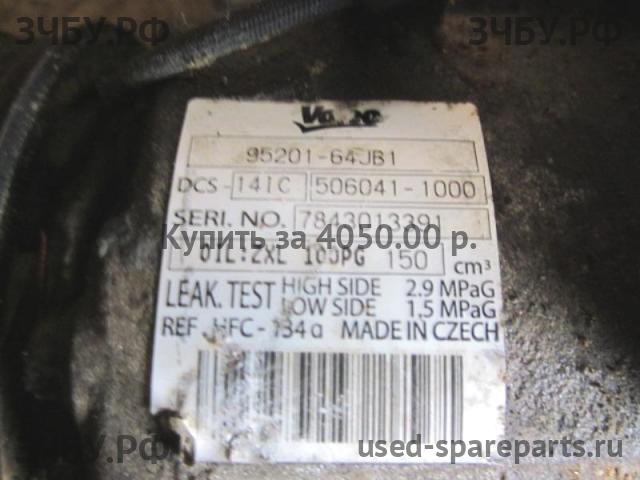 ЗЧБУ.РФ ЗЧБУ.РФ
Valeo
95201-64JB1
DCS- 141C 506041-1000
SERI. NO. 7843013391
Купить за 4050.00 р.
OIL:ZXL 100PG 150 cm³
LEAK. TEST HIGH SIDE 2.9 MPaG
LOW SIDE 1.5 MPaG
REF. HFC-134a MADE IN CZECH
ЗЧБУ.РФ used-spareparts.ru